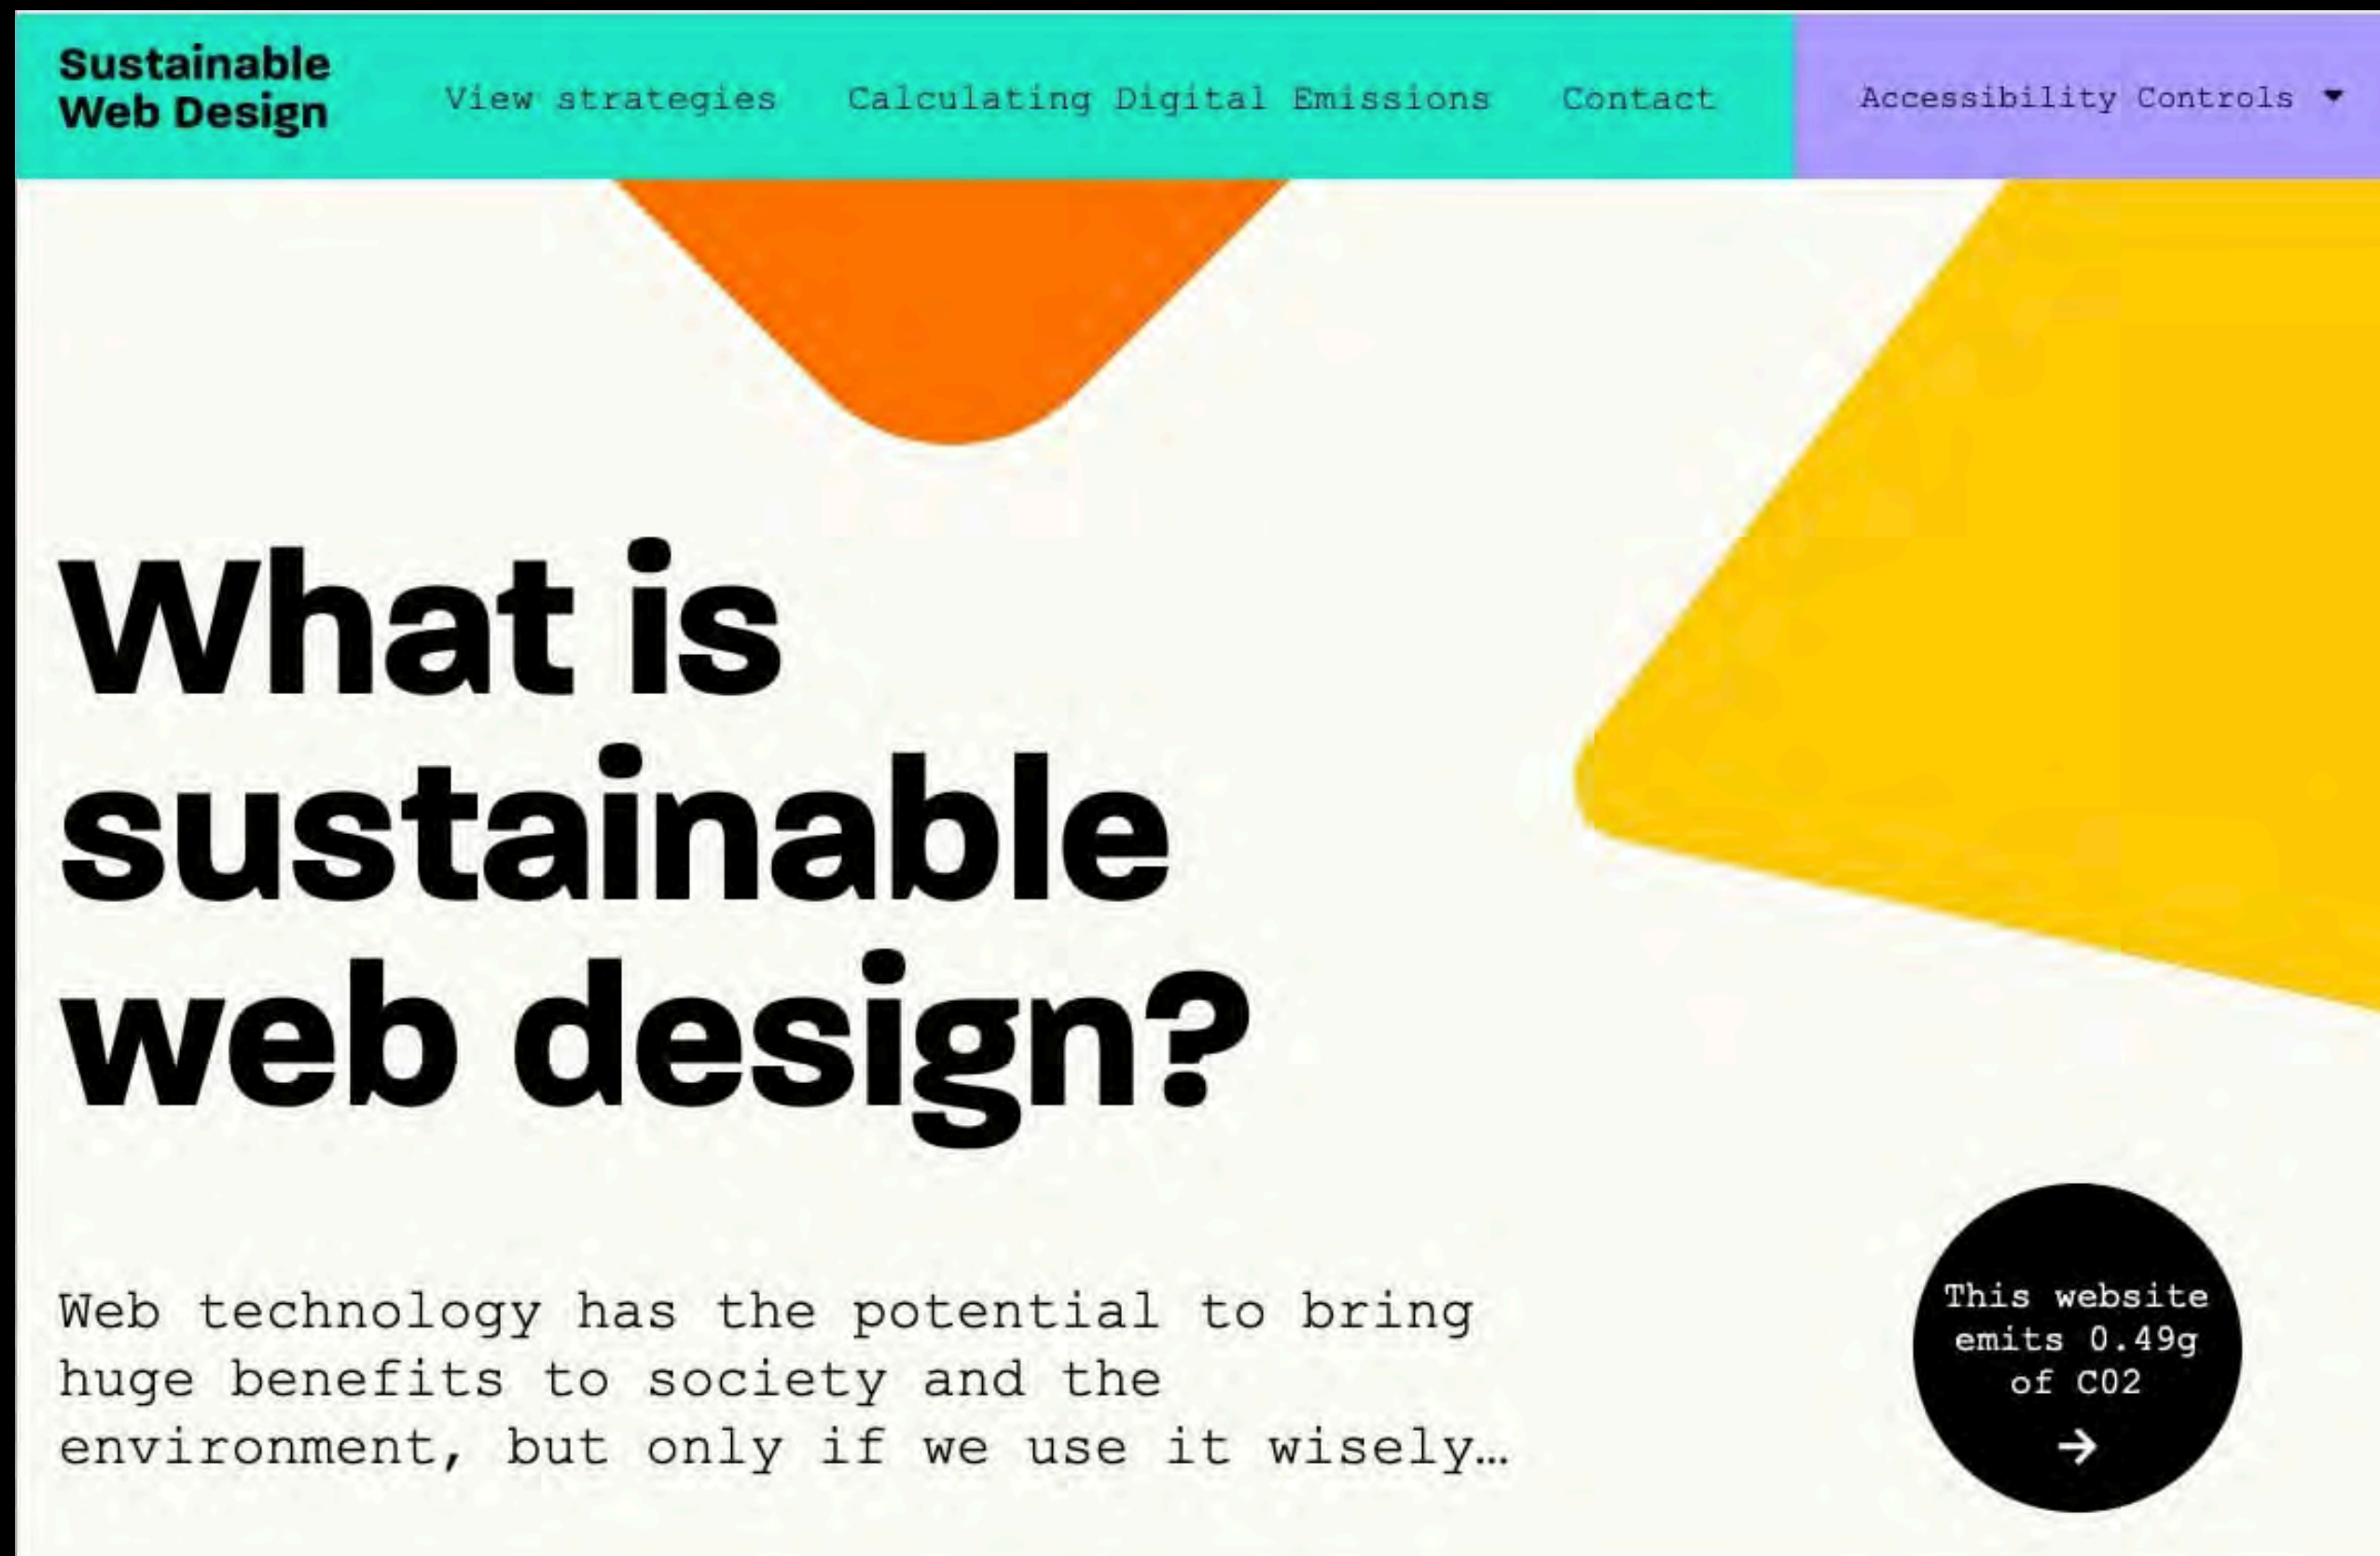 Sustainable
Web Design
View strategies
Calculating Digital Emissions
Contact
Accessibility Controls
What is
sustainable
web design?
Web technology has the potential to bring
huge benefits to society and the
environment, but only if we use it wisely…
This website
emits 0.49g
of C02